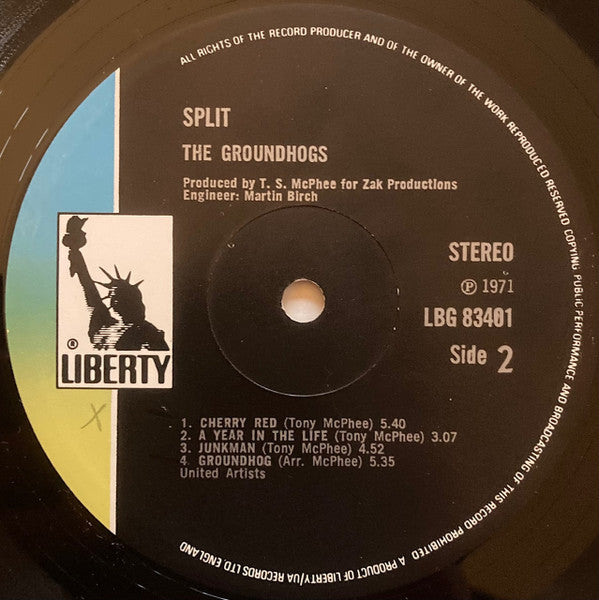 ALL RIGHTS OF THE RECORD PRODUCER AND OF THE OWNER OF THE WORK REPRODUCED RESERVED COPYING PUBLIC PERFORMANCE AND BROADCASTING OF THIS RECORD PROHIBITED A PRODUCT OF LIBERTY/UA RECORDS LTD. ENGLAND
SPLIT
THE GROUNDHOGS
Produced by T. S. McPhee for Zak Productions
Engineer: Martin Birch
STEREO
℗ 1971
LBG 83401
Side 2
®
LIBERTY
X
1. CHERRY RED (Tony McPhee) 5.40
2. A YEAR IN THE LIFE (Tony McPhee) 3.07
3. JUNKMAN (Tony McPhee) 4.52
4. GROUNDHOG (Arr. McPhee) 5.35
United Artists